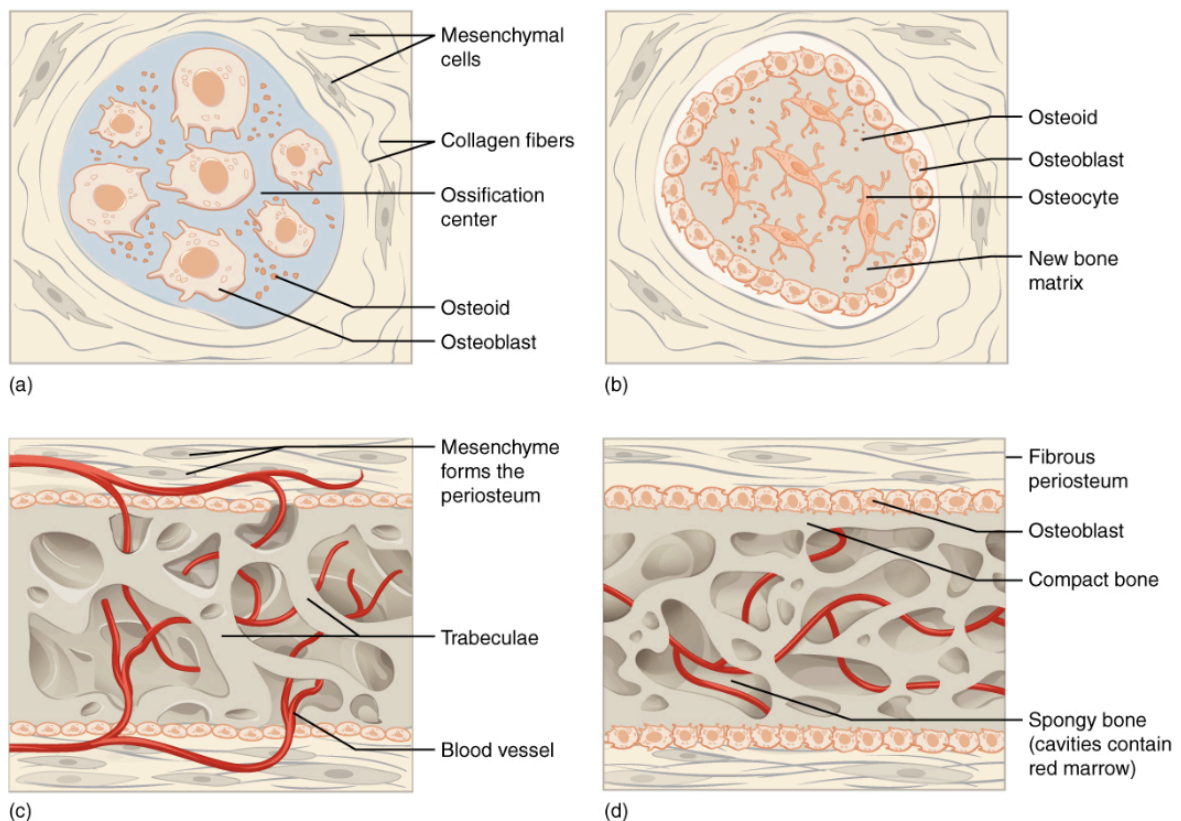 Mesenchymal
cells
Collagen fibers
Ossification
center
Osteoid
Osteoblast
(a)
Osteoid
Osteoblast
Osteocyte
New bone
matrix
(b)
Mesenchyme
forms the
periosteum
Trabeculae
Blood vessel
(c)
Fibrous
periosteum
Osteoblast
Compact bone
Spongy bone
(cavities contain
red marrow)
(d)